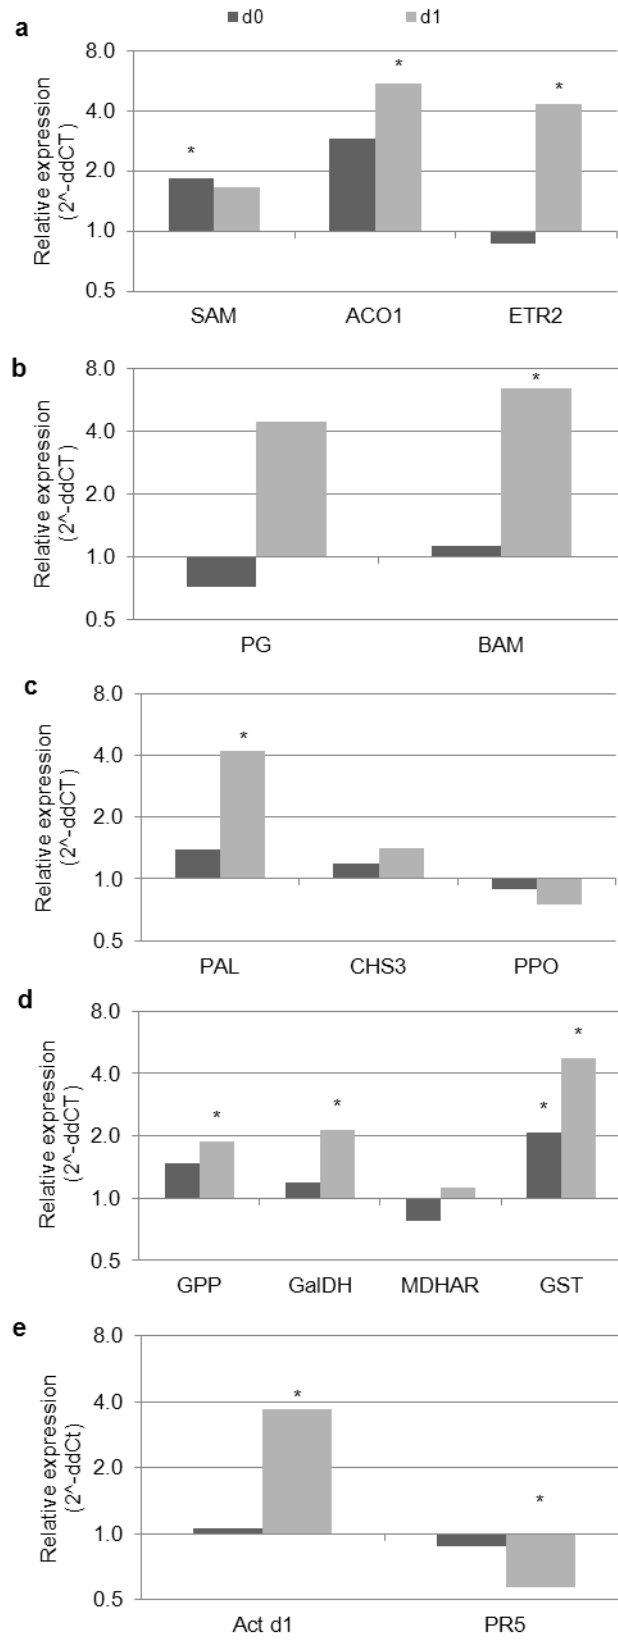 d0 d1
a
Relative expression
(2^-ddCT)
8.0
4.0
2.0
1.0
0.5
* * *
SAM ACO1 ETR2
b
Relative expression
(2^-ddCT)
8.0
4.0
2.0
1.0
0.5
*
PG BAM
c
Relative expression
(2^-ddCT)
8.0
4.0
2.0
1.0
0.5
*
PAL CHS3 PPO
d
Relative expression
(2^-ddCT)
8.0
4.0
2.0
1.0
0.5
* * * *
GPP GalDH MDHAR GST
e
Relative expression
(2^-ddCt)
8.0
4.0
2.0
1.0
0.5
* *
Act d1 PR5